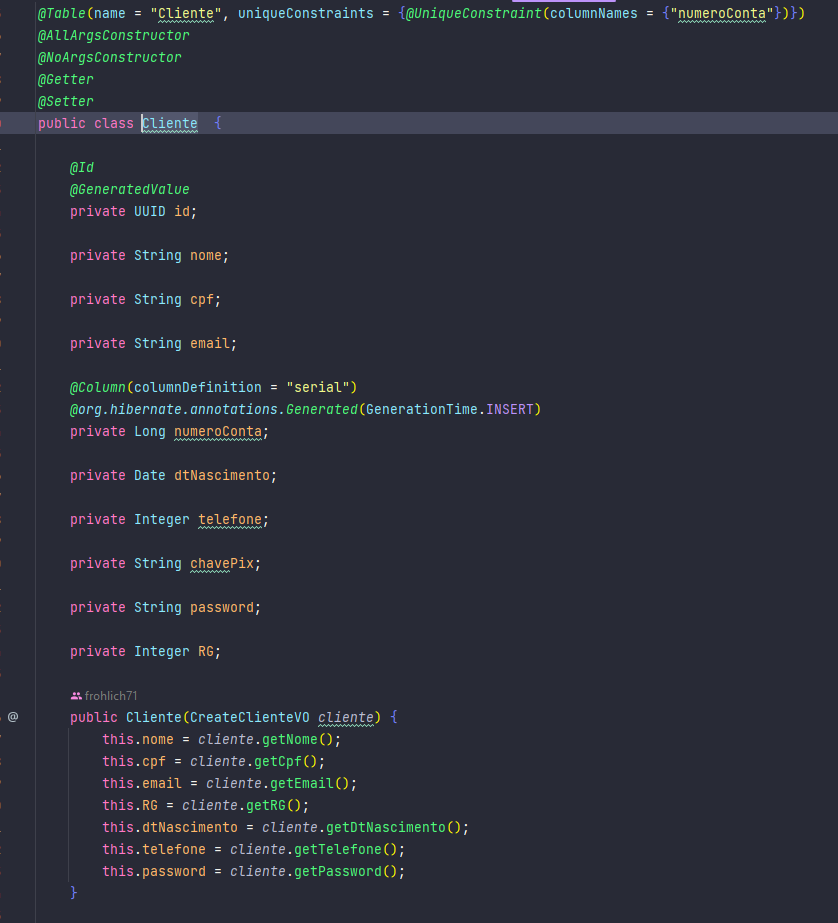 @Table(name = "Cliente", uniqueConstraints = {@UniqueConstraint(columnNames = {"numeroConta"})})
@AllArgsConstructor
@NoArgsConstructor
@Getter
@Setter
public class Cliente  {
@Id
@GeneratedValue
private UUID id;
private String nome;
private String cpf;
private String email;
@Column(columnDefinition = "serial")
@org.hibernate.annotations.Generated(GenerationTime.INSERT)
private Long numeroConta;
private Date dtNascimento;
private Integer telefone;
private String chavePix;
private String password;
private Integer RG;
frohlich71
@ public Cliente(CreateClienteVO cliente) {
this.nome = cliente.getNome();
this.cpf = cliente.getCpf();
this.email = cliente.getEmail();
this.RG = cliente.getRG();
this.dtNascimento = cliente.getDtNascimento();
this.telefone = cliente.getTelefone();
this.password = cliente.getPassword();
}